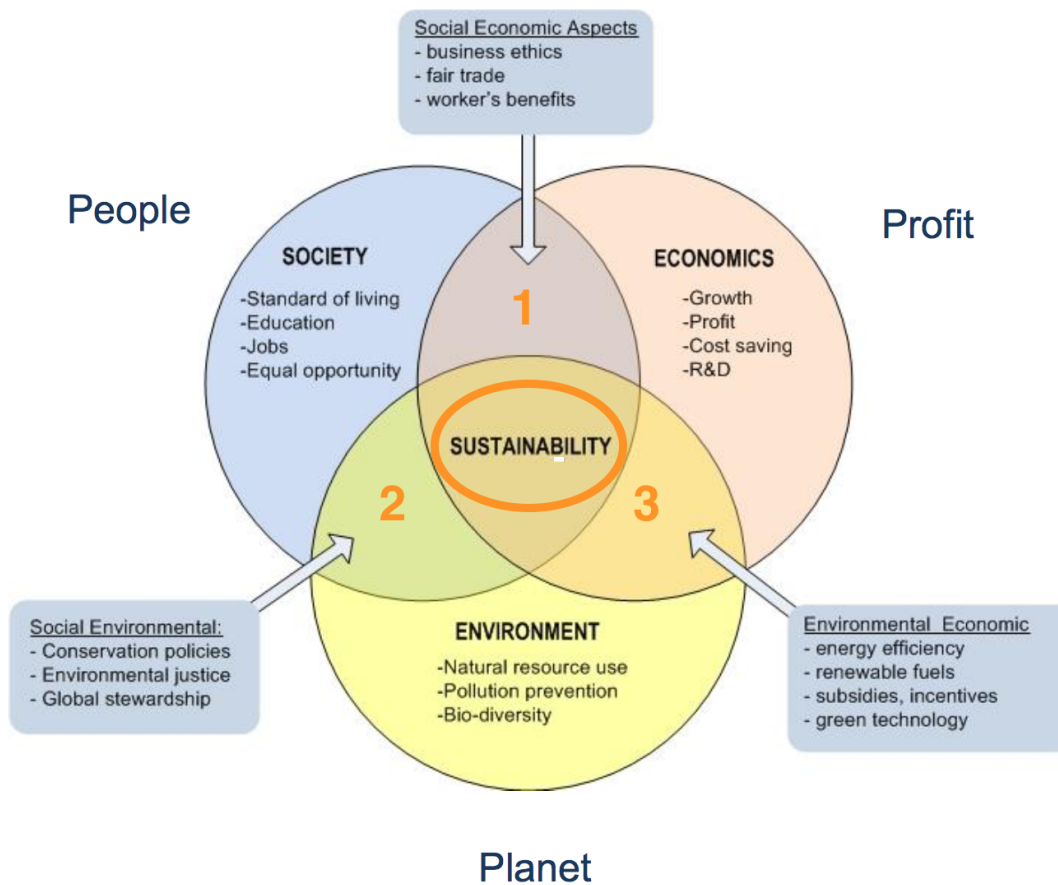 Social Economic Aspects
- business ethics
- fair trade
- worker's benefits
People
Profit
SOCIETY
-Standard of living
-Education
-Jobs
-Equal opportunity
1
ECONOMICS
-Growth
-Profit
-Cost saving
-R&D
SUSTAINABILITY
2
3
Social Environmental:
- Conservation policies
- Environmental justice
- Global stewardship
ENVIRONMENT
-Natural resource use
-Pollution prevention
-Bio-diversity
Environmental Economic
- energy efficiency
- renewable fuels
- subsidies, incentives
- green technology
Planet